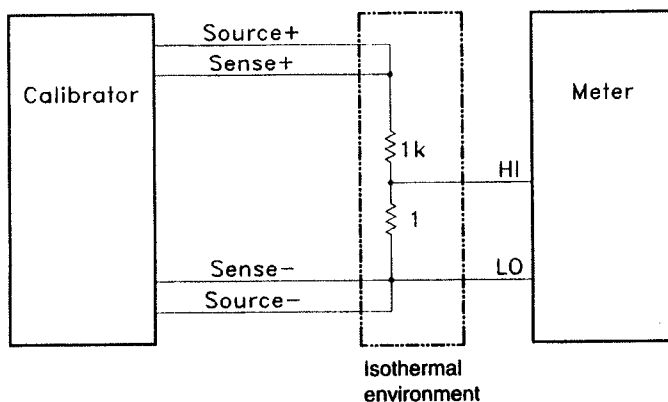 Source+
Sense+
Calibrator
Meter
1k
HI
1
Sense−
LO
Source−
Isothermal
environment